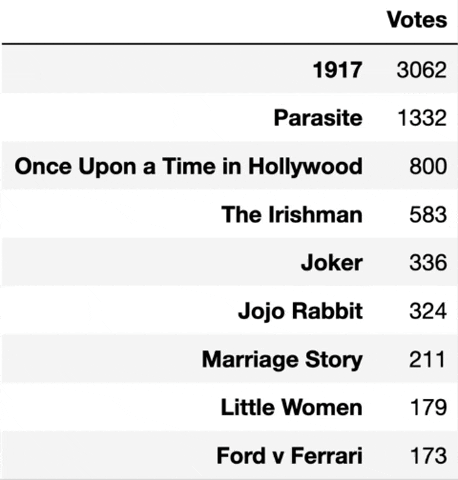 Votes
1917 3062
Parasite 1332
Once Upon a Time in Hollywood 800
The Irishman 583
Joker 336
Jojo Rabbit 324
Marriage Story 211
Little Women 179
Ford v Ferrari 173